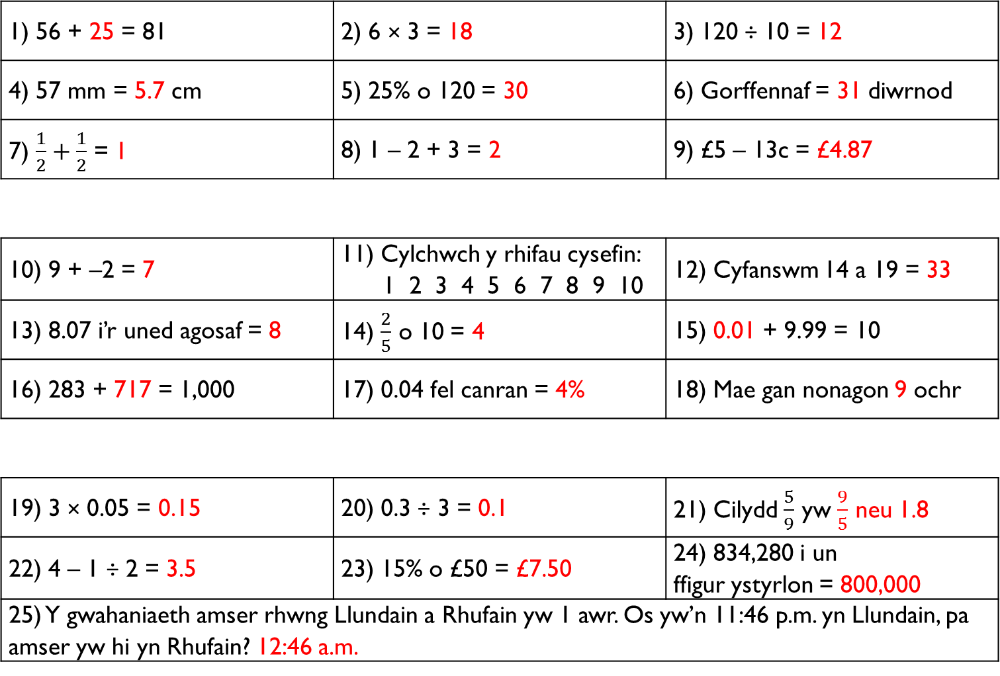 1) 56 + 25 = 81
2) 6 × 3 = 18
3) 120 ÷ 10 = 12
4) 57 mm = 5.7 cm
5) 25% o 120 = 30
6) Gorffennaf = 31 diwrnod
7) 1/2 + 1/2 = 1
8) 1 – 2 + 3 = 2
9) £5 – 13c = £4.87
10) 9 + –2 = 7
11) Cylchwch y rhifau cysefin:
1 2 3 4 5 6 7 8 9 10
12) Cyfanswm 14 a 19 = 33
13) 8.07 i’r uned agosaf = 8
14) 2/5 o 10 = 4
15) 0.01 + 9.99 = 10
16) 283 + 717 = 1,000
17) 0.04 fel canran = 4%
18) Mae gan nonagon 9 ochr
19) 3 × 0.05 = 0.15
20) 0.3 ÷ 3 = 0.1
21) Cilydd 5/9 yw 9/5 neu 1.8
22) 4 – 1 ÷ 2 = 3.5
23) 15% o £50 = £7.50
24) 834,280 i un
ffigur ystyrlon = 800,000
25) Y gwahaniaeth amser rhwng Llundain a Rhufain yw 1 awr. Os yw’n 11:46 p.m. yn Llundain, pa
amser yw hi yn Rhufain? 12:46 a.m.